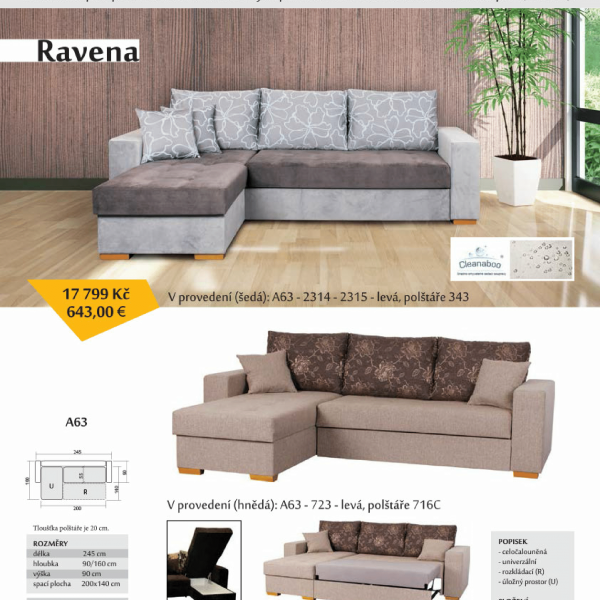 Ravena
Cleanaboo
17 799 Kč
643,00 €
V provedení (šedá): A63 - 2314 - 2315 - levá, polštáře 343
A63
245
90
160
U
R
200
V provedení (hnědá): A63 - 723 - levá, polštáře 716C
Tloušťka polštáře je 20 cm.
ROZMĚRY
délka 245 cm
hloubka 90/160 cm
výška 90 cm
spací plocha 200x140 cm
POPISEK
- celočalouněná
- univerzální
- rozkládací (R)
- úložný prostor (U)